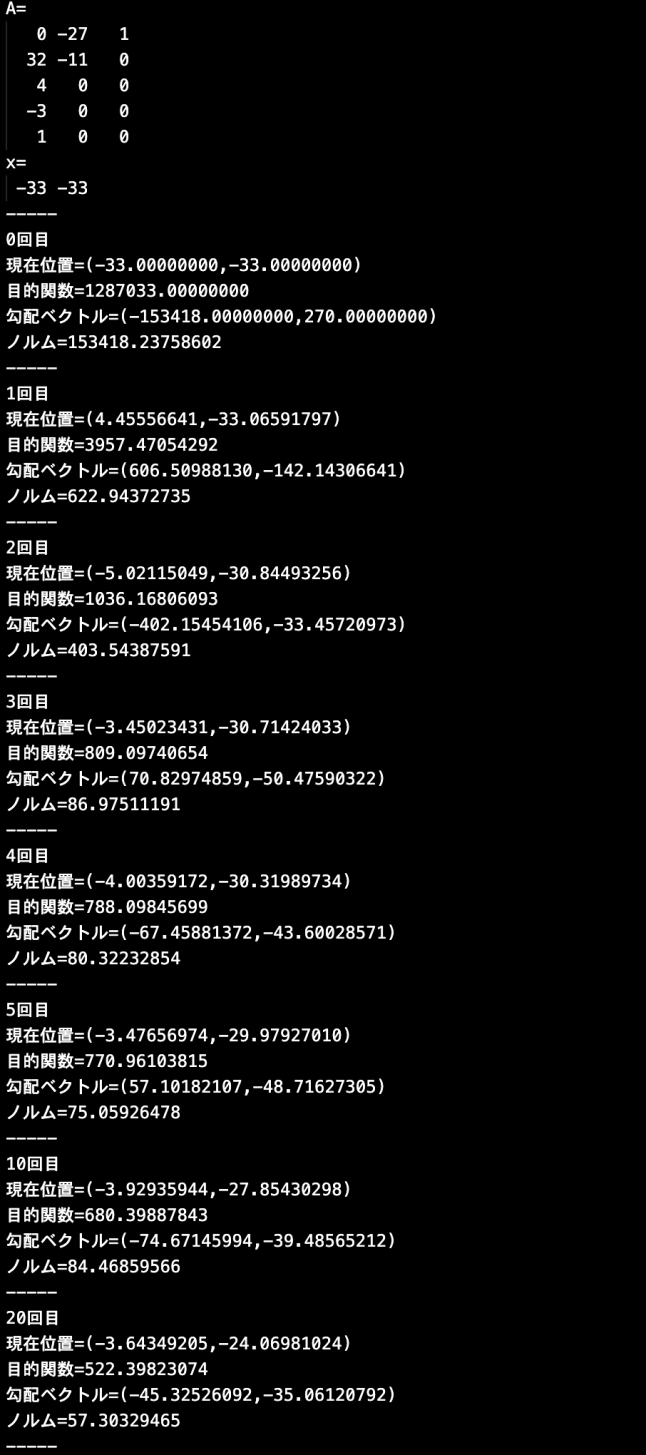 A=
0 -27 1
32 -11 0
4 0 0
-3 0 0
1 0 0
x=
-33 -33
-----
0回目
現在位置=(-33.00000000,-33.00000000)
目的関数=1287033.00000000
勾配ベクトル=(-153418.00000000,270.00000000)
ノルム=153418.23758602
-----
1回目
現在位置=(4.45556641,-33.06591797)
目的関数=3957.47054292
勾配ベクトル=(606.50988130,-142.14306641)
ノルム=622.94372735
-----
2回目
現在位置=(-5.02115049,-30.84493256)
目的関数=1036.16806093
勾配ベクトル=(-402.15454106,-33.45720973)
ノルム=403.54387591
-----
3回目
現在位置=(-3.45023431,-30.71424033)
目的関数=809.09740654
勾配ベクトル=(70.82974859,-50.47590322)
ノルム=86.97511191
-----
4回目
現在位置=(-4.00359172,-30.31989734)
目的関数=788.09845699
勾配ベクトル=(-67.45881372,-43.60028571)
ノルム=80.32232854
-----
5回目
現在位置=(-3.47656974,-29.97927010)
目的関数=770.96103815
勾配ベクトル=(57.10182107,-48.71627305)
ノルム=75.05926478
-----
10回目
現在位置=(-3.92935944,-27.85430298)
目的関数=680.39887843
勾配ベクトル=(-74.67145994,-39.48565212)
ノルム=84.46859566
-----
20回目
現在位置=(-3.64349205,-24.06981024)
目的関数=522.39823074
勾配ベクトル=(-45.32526092,-35.06120792)
ノルム=57.30329465
-----